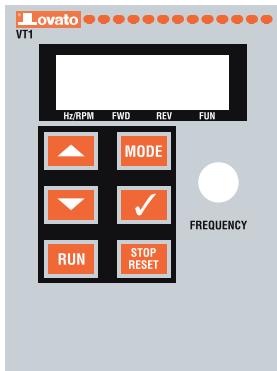 Lovato
VT1
Hz/RPM FWD REV FUN
MODE
FREQUENCY
RUN
STOP
RESET